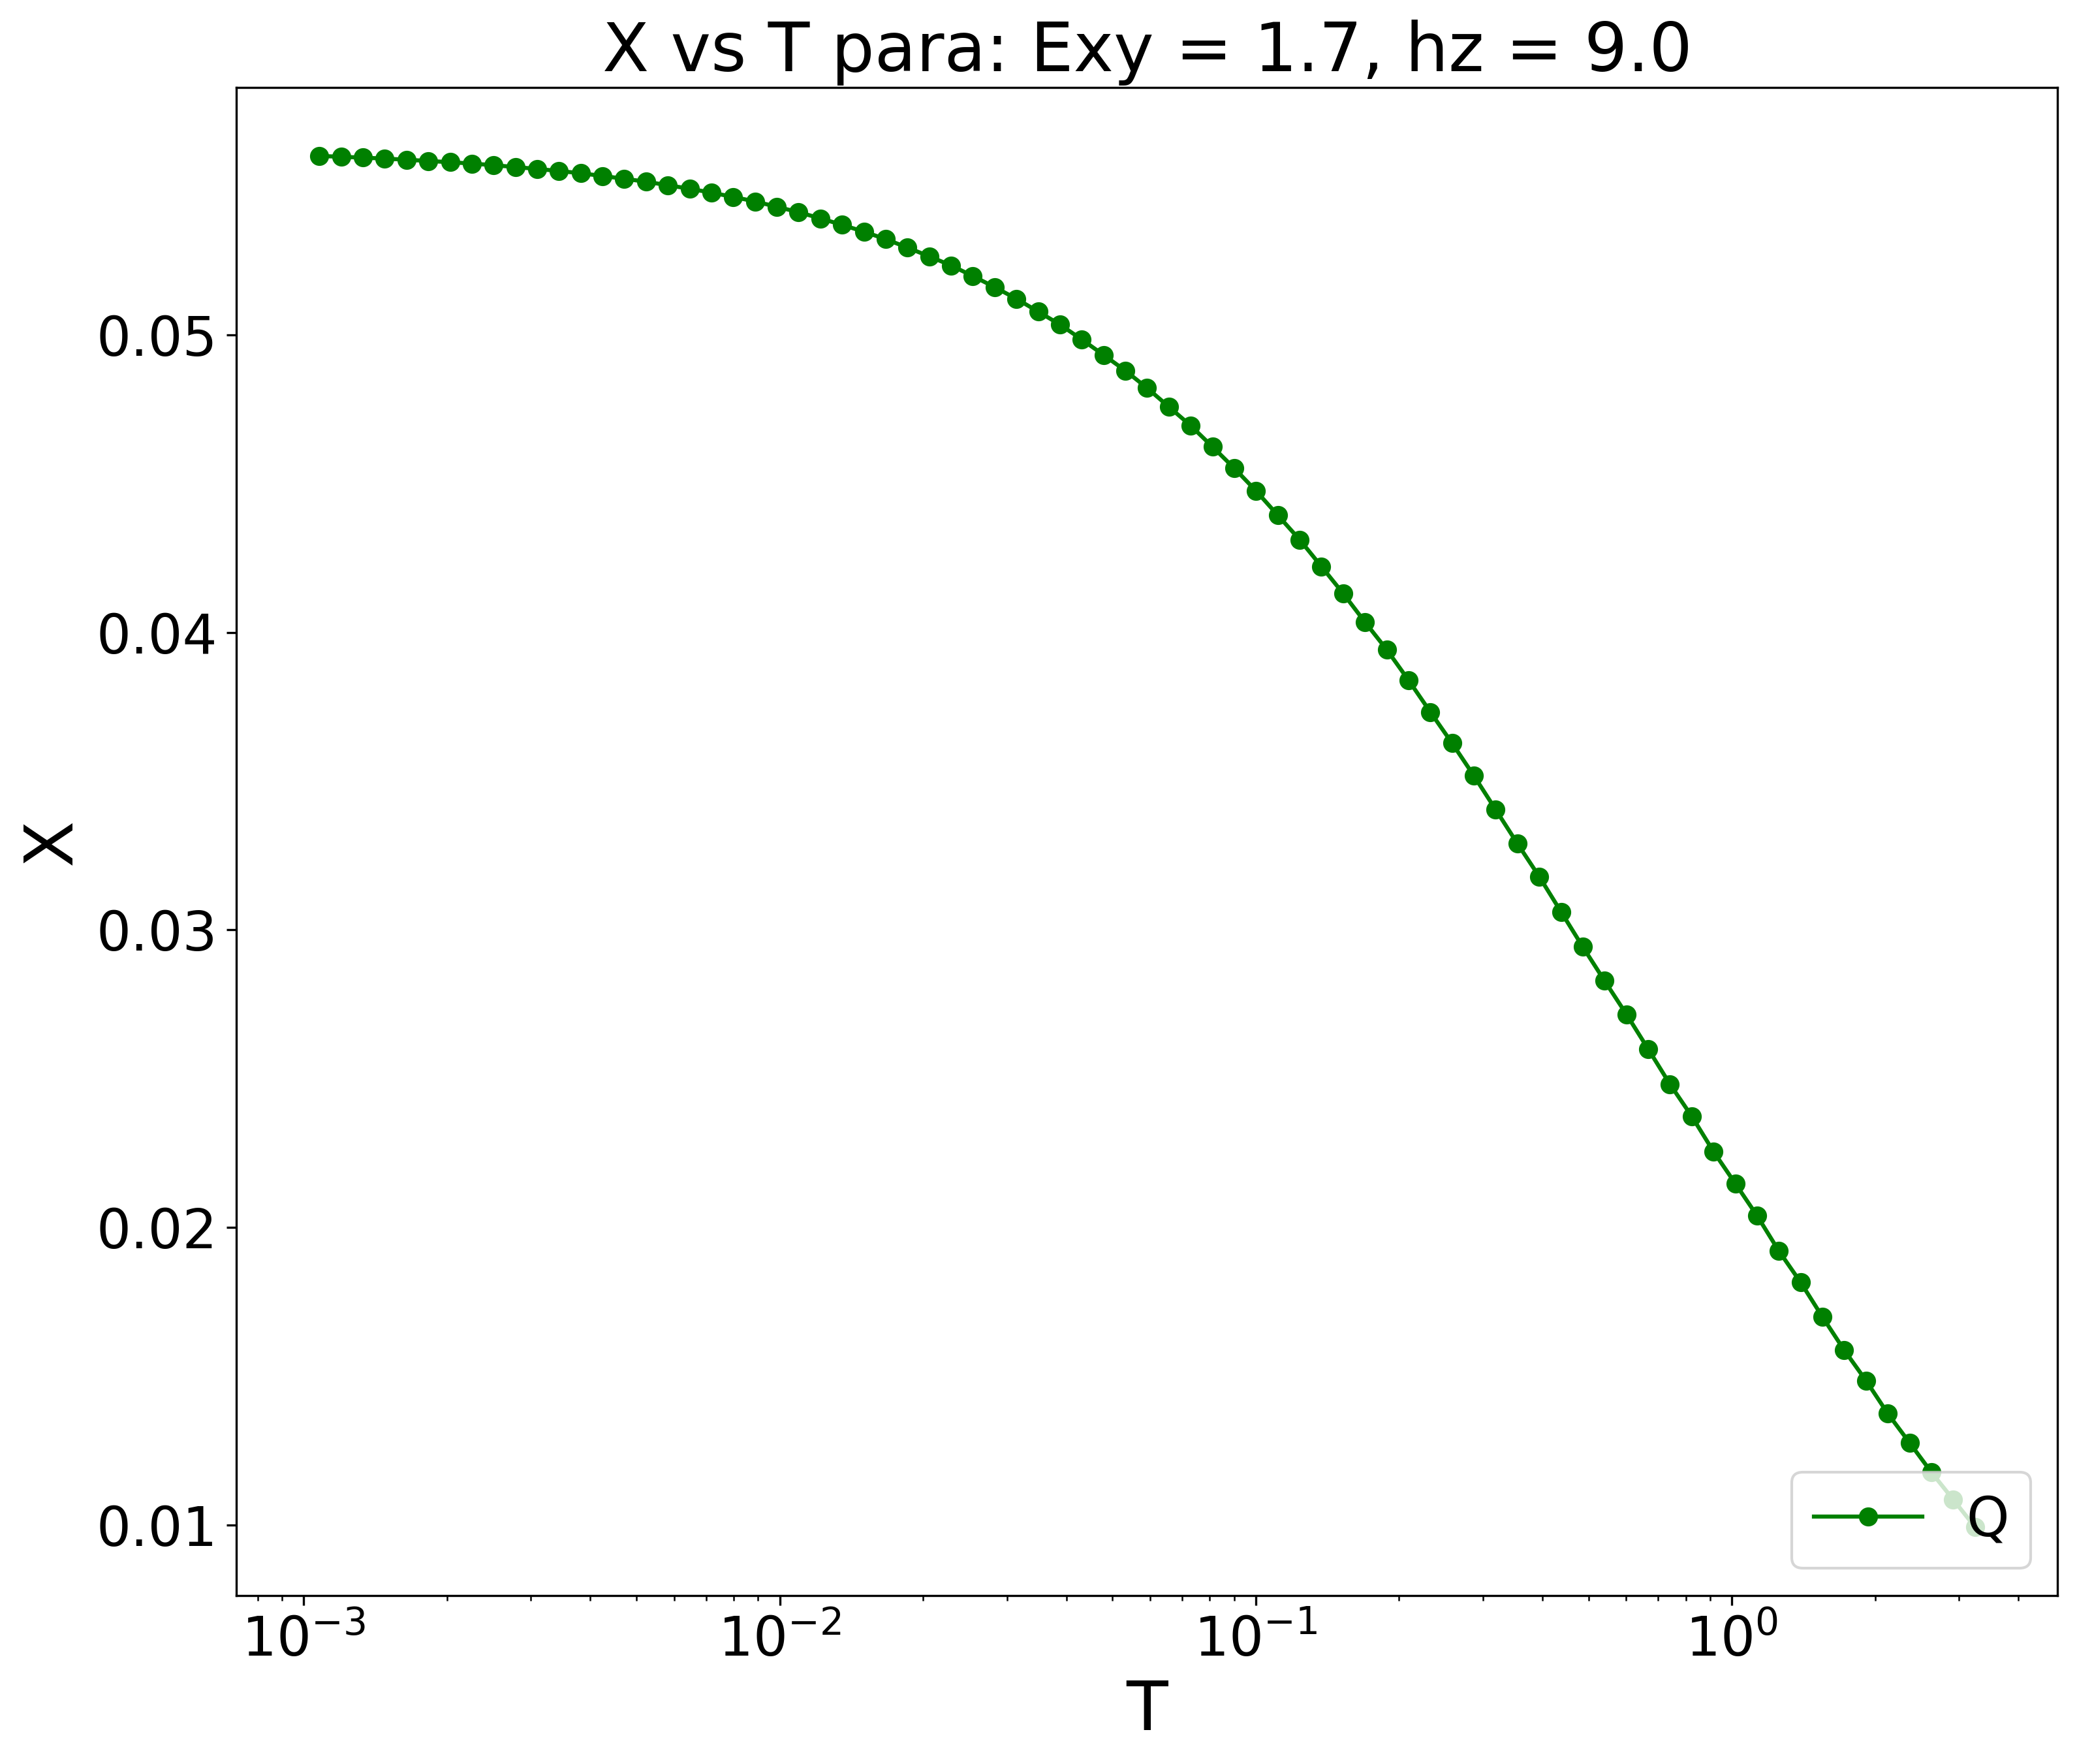 X vs T para: Exy = 1.7, hz = 9.0
X
0.05
0.04
0.03
0.02
0.01
10⁻³ 10⁻² 10⁻¹ 10⁰
T
Q